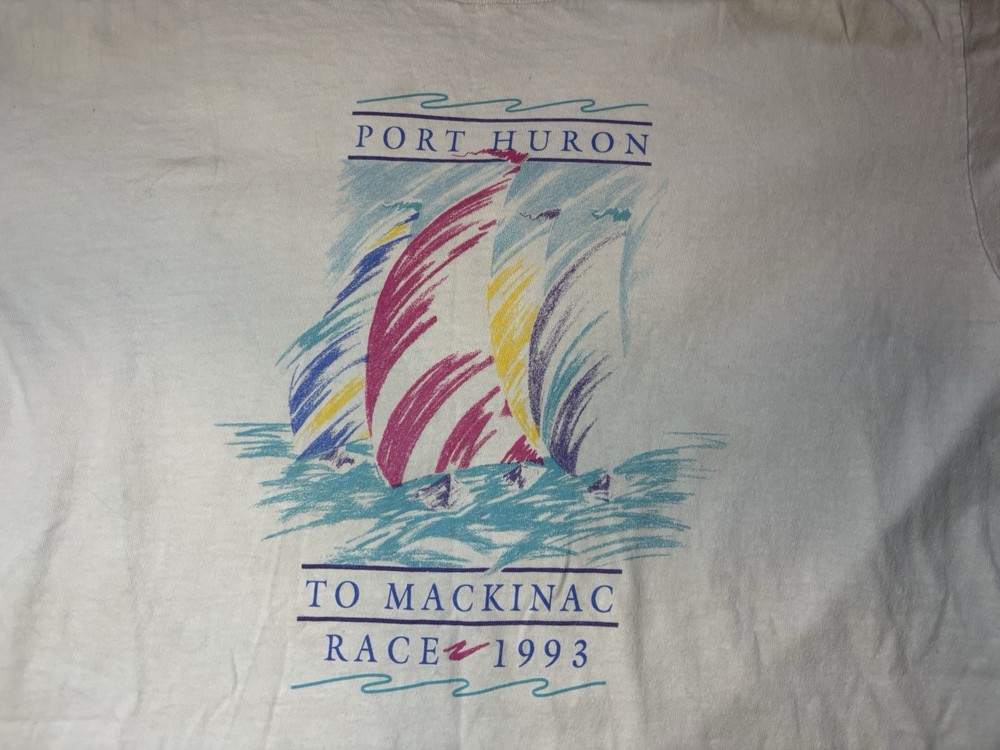 PORT HURON
TO MACKINAC
RACE ~ 1993